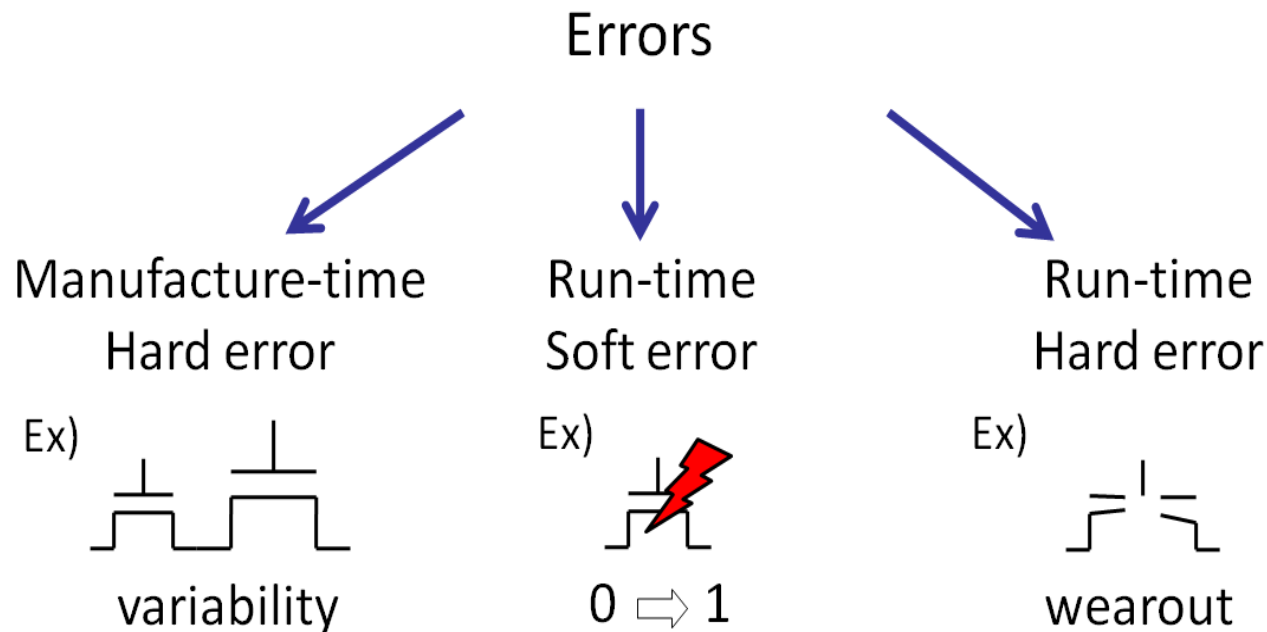 Errors
Manufacture-time
Hard error
Ex)
variability
Run-time
Soft error
Ex)
0 ⇨ 1
Run-time
Hard error
Ex)
wearout